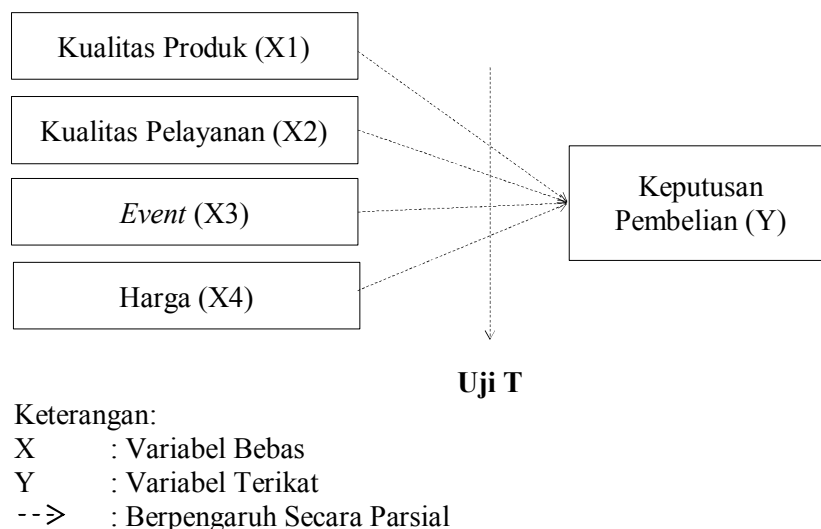 Kualitas Produk (X1)
Kualitas Pelayanan (X2)
Event (X3)
Harga (X4)
Keputusan
Pembelian (Y)
Uji T
Keterangan:
X : Variabel Bebas
Y : Variabel Terikat
--> : Berpengaruh Secara Parsial